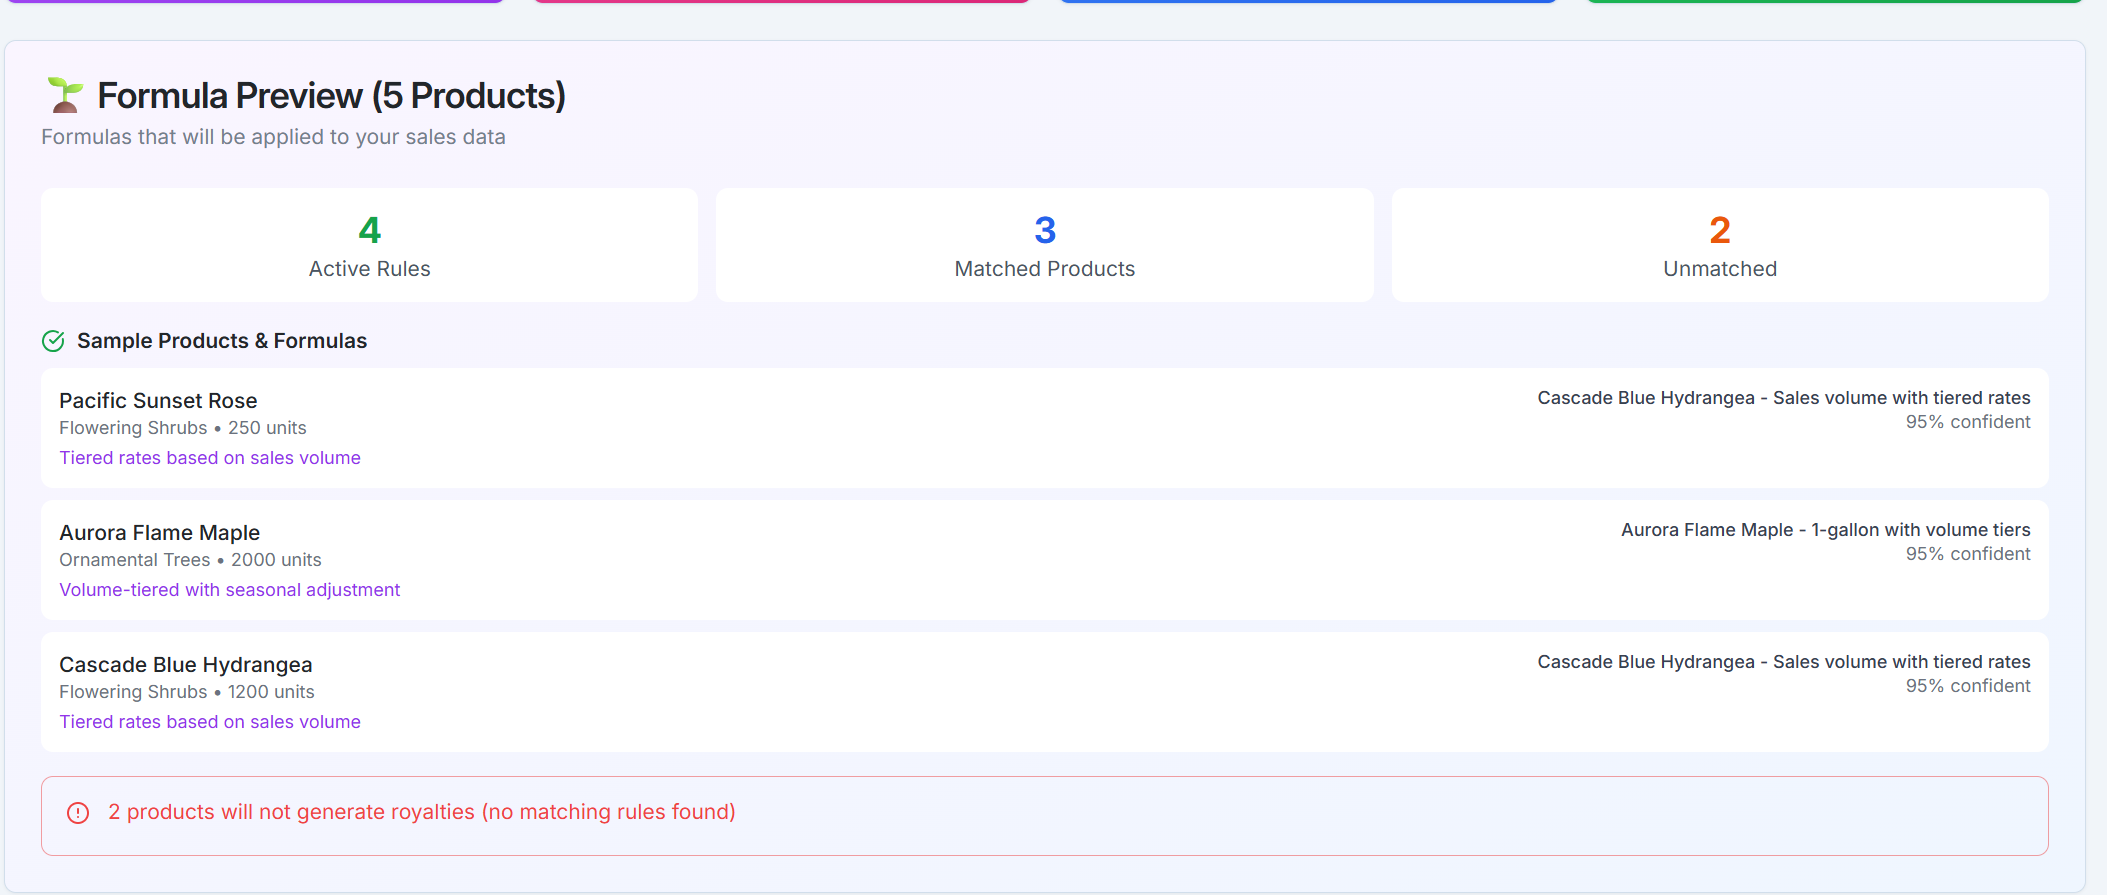 Formula Preview (5 Products)
Formulas that will be applied to your sales data
4
Active Rules
3
Matched Products
2
Unmatched
Sample Products & Formulas
Pacific Sunset Rose
Flowering Shrubs • 250 units
Tiered rates based on sales volume
Cascade Blue Hydrangea - Sales volume with tiered rates
95% confident
Aurora Flame Maple
Ornamental Trees • 2000 units
Volume-tiered with seasonal adjustment
Aurora Flame Maple - 1-gallon with volume tiers
95% confident
Cascade Blue Hydrangea
Flowering Shrubs • 1200 units
Tiered rates based on sales volume
Cascade Blue Hydrangea - Sales volume with tiered rates
95% confident
2 products will not generate royalties (no matching rules found)